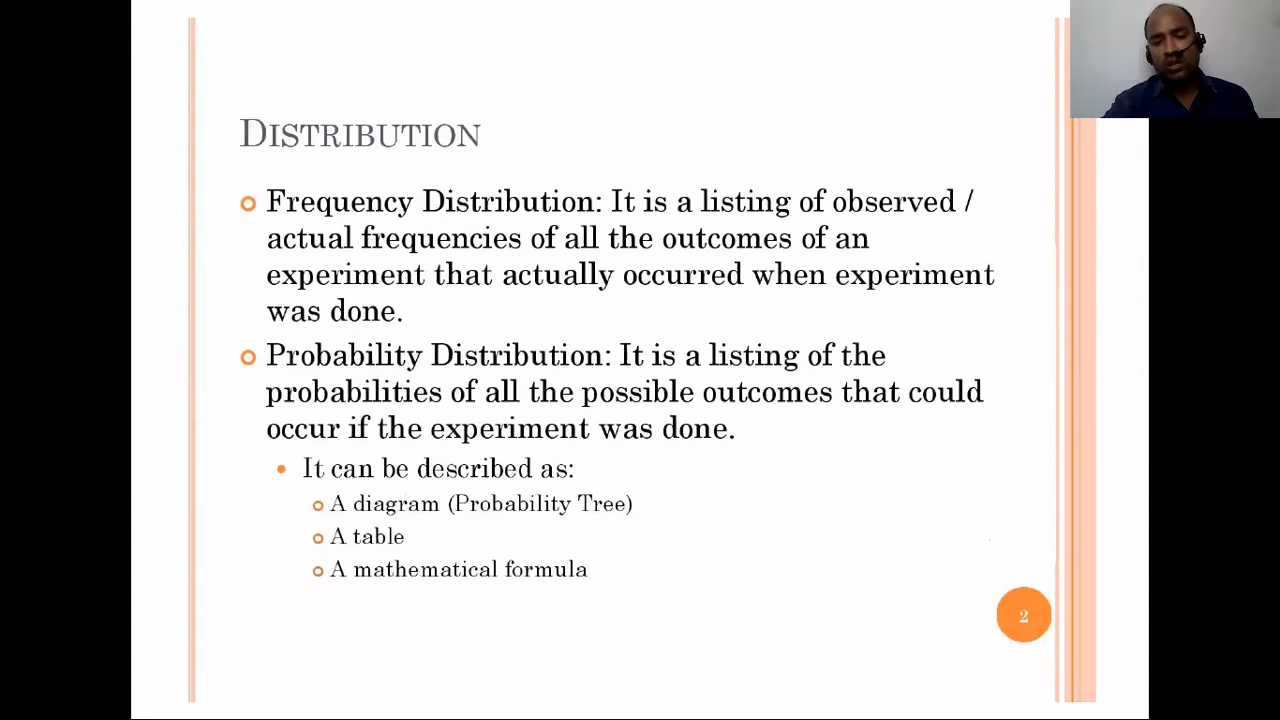 DISTRIBUTION
Frequency Distribution: It is a listing of observed /
actual frequencies of all the outcomes of an
experiment that actually occurred when experiment
was done.
Probability Distribution: It is a listing of the
probabilities of all the possible outcomes that could
occur if the experiment was done.
It can be described as:
A diagram (Probability Tree)
A table
A mathematical formula
2